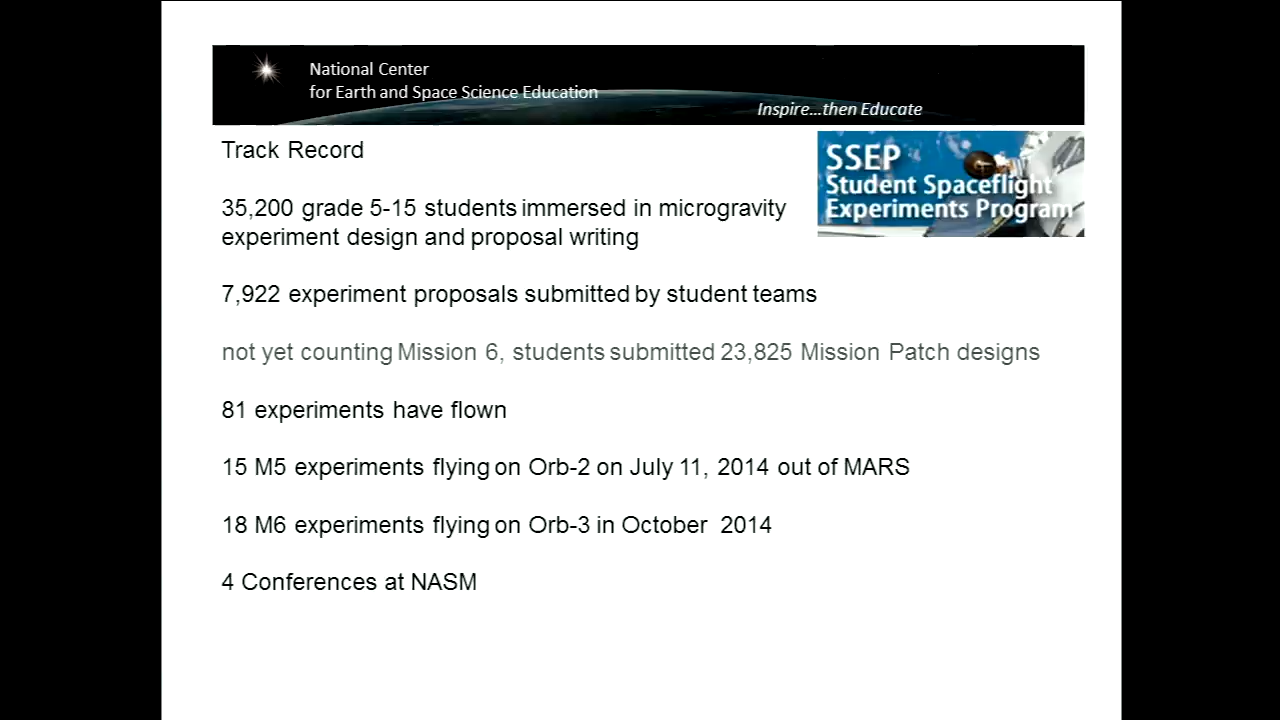 National Center
for Earth and Space Science Education
Inspire...then Educate
Track Record
SSEP
Student Spaceflight
Experiments Program
35,200 grade 5-15 students immersed in microgravity
experiment design and proposal writing
7,922 experiment proposals submitted by student teams
not yet counting Mission 6, students submitted 23,825 Mission Patch designs
81 experiments have flown
15 M5 experiments flying on Orb-2 on July 11, 2014 out of MARS
18 M6 experiments flying on Orb-3 in October 2014
4 Conferences at NASM